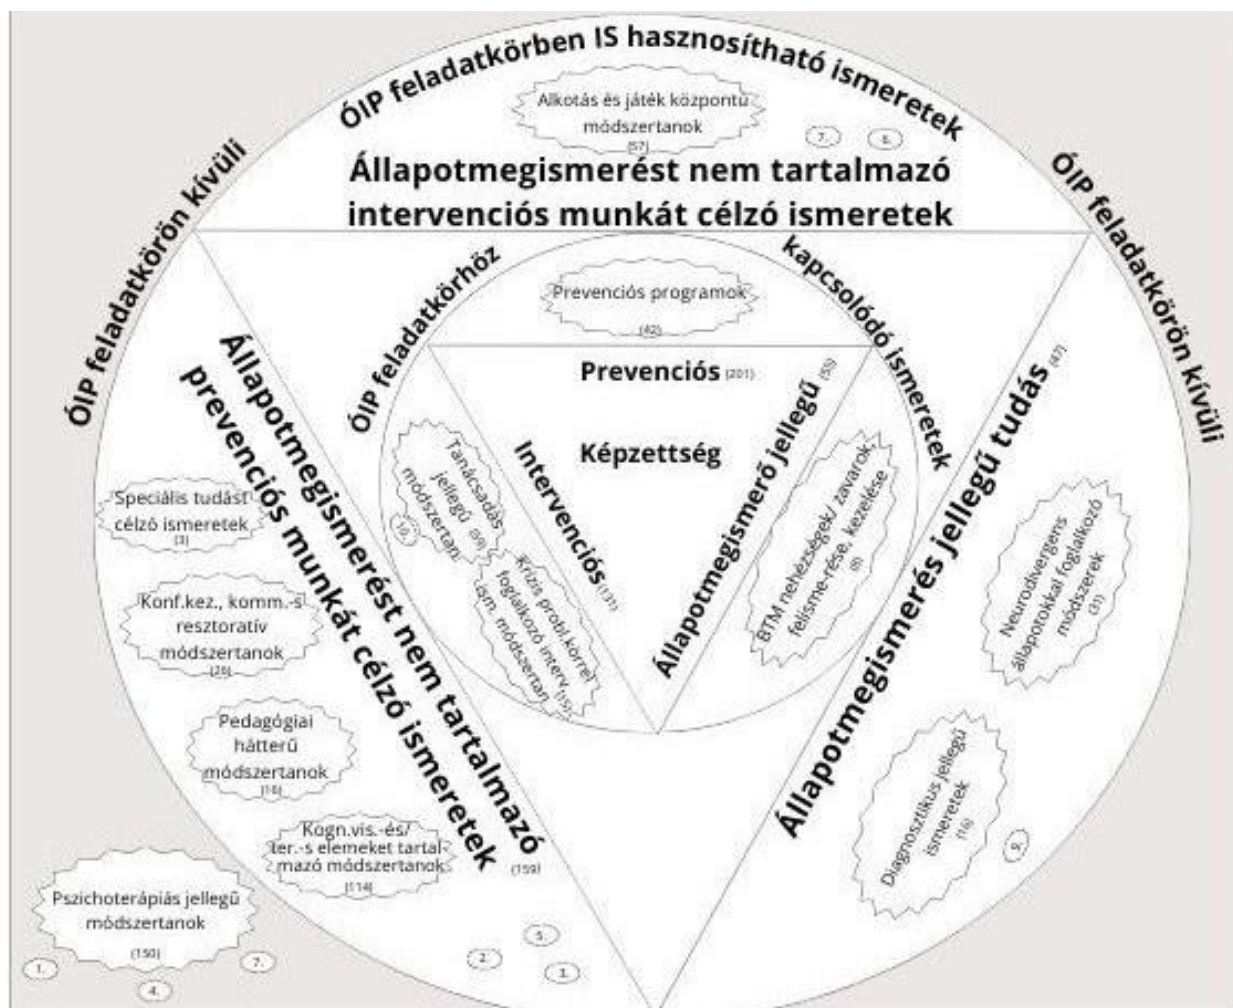 ÓIP feladatkörben IS hasznosítható ismeretek
Alkotás és játék központú
módszertanok
(57)
7.
Állapotmegismerést nem tartalmazó
intervenciós munkát célzó ismeretek
ÓIP feladatkörön kívüli
ÓIP feladatkörön kívüli
ÓIP feladatkörhöz
kapcsolódó ismeretek
Prevenciós programok
(42)
Prevenciós (201)
Képzettség
Intervenciós (131)
Állapotmegismerő jellegű (55)
Tanácsadás
jellegű (59)
módszertan.
10.
Krízis probl.körrel
foglalkozó interv.
ism. módszertan (15)
BTM nehézségek/ zavarok,
felisme-rése, kezelése
(8)
Állapotmegismerés jellegű tudás (47)
Neurodivergens
állapotokkal foglalkozó
módszerek
(31)
Diagnosztikus jellegű
ismeretek
(16)
9.
Állapotmegismerést nem tartalmazó
prevenciós munkát célzó ismeretek
(159)
Speciális tudást
célzó ismeretek
(3)
Konf.kez., komm.-s
resztoratív
módszertanok
(26)
Pedagógiai
hátterű
módszertanok
(16)
Kogn.vis.-és/
ter.-s elemeket tartal-
mazó módszertanok
(114)
5.
2.
3.
Pszichoterápiás jellegű
módszertanok
(150)
1.
4.
7.